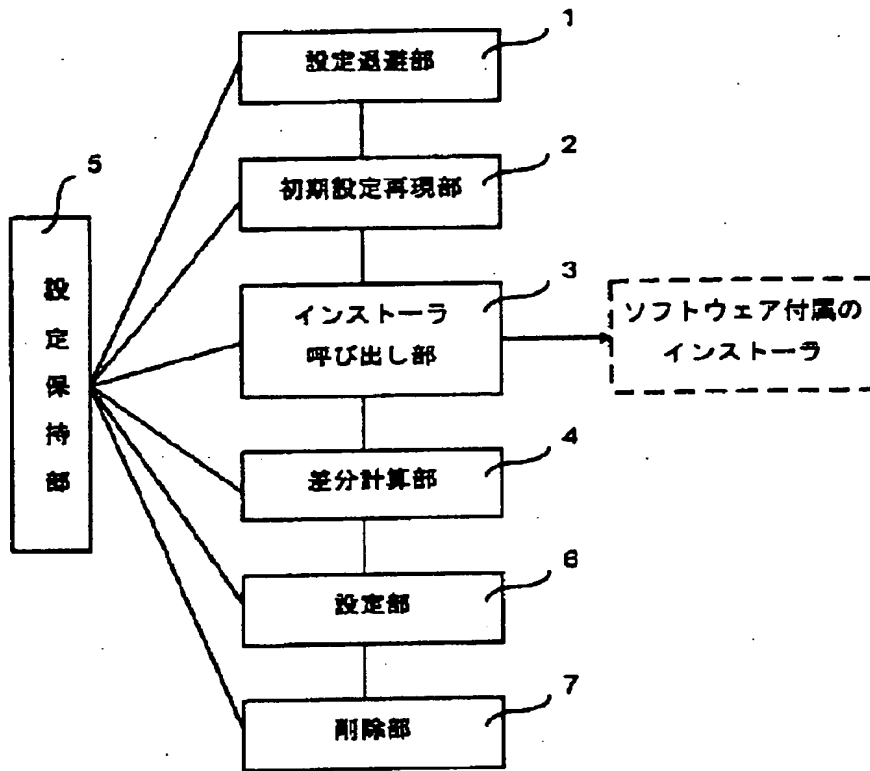 1
設定退避部
2
初期設定再現部
5
設定保持部
3
インストーラ
呼び出し部
ソフトウェア付属の
インストーラ
4
差分計算部
6
設定部
7
削除部